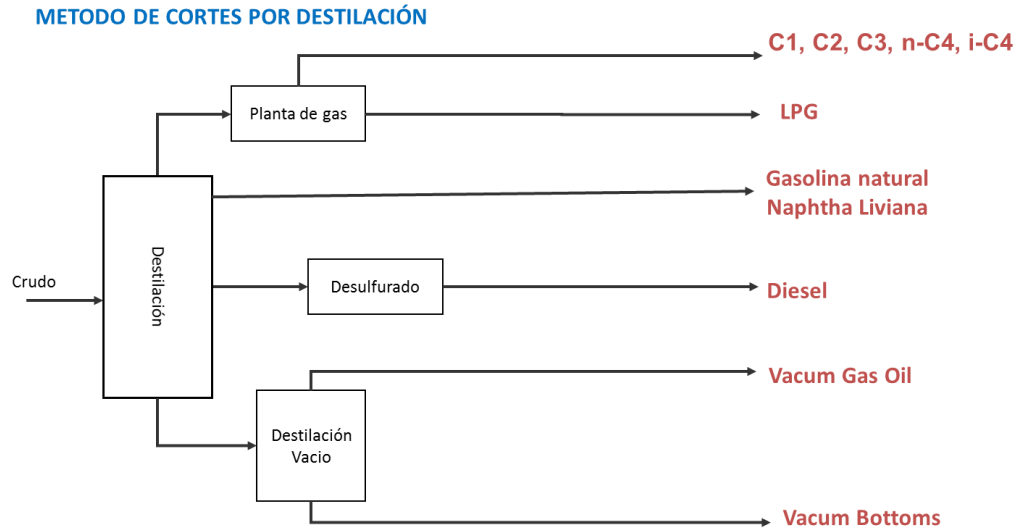 METODO DE CORTES POR DESTILACIÓN
C1, C2, C3, n-C4, i-C4
Planta de gas
LPG
Gasolina natural
Naphtha Liviana
Destilación
Crudo
Desulfurado
Diesel
Vacum Gas Oil
Destilación
Vacio
Vacum Bottoms